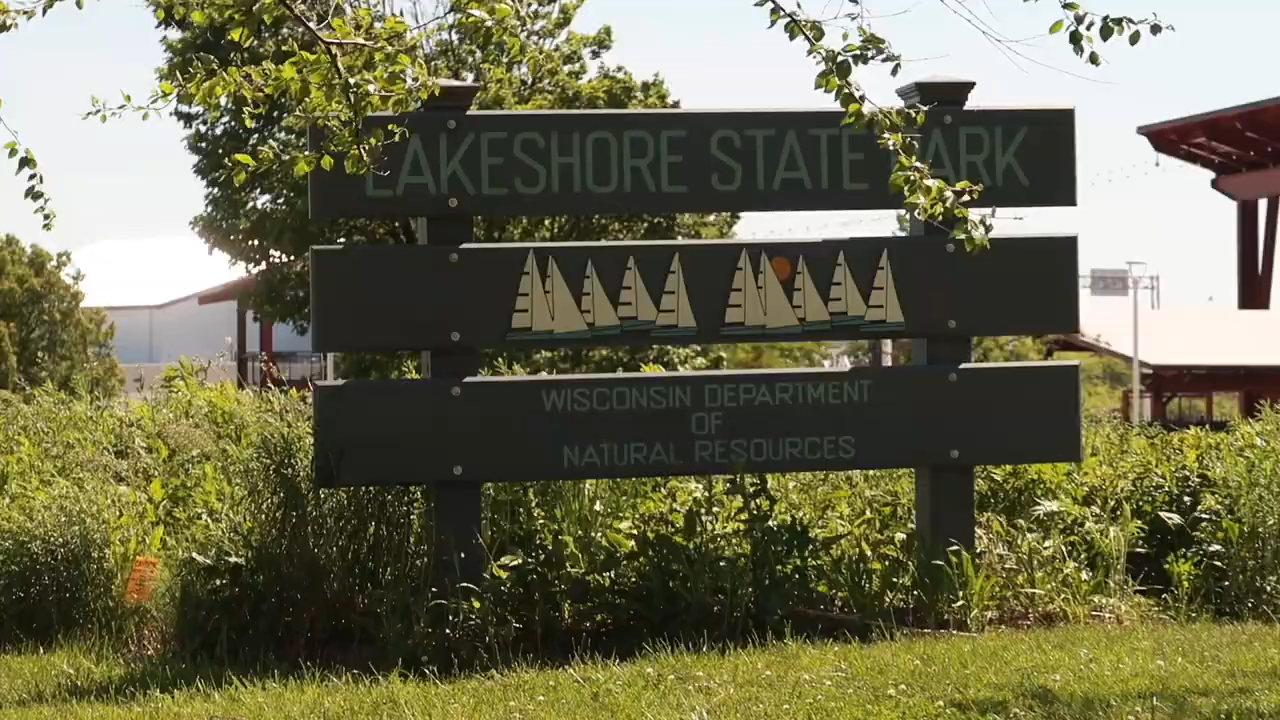 LAKESHORE STATE PARK
WISCONSIN DEPARTMENT
OF
NATURAL RESOURCES